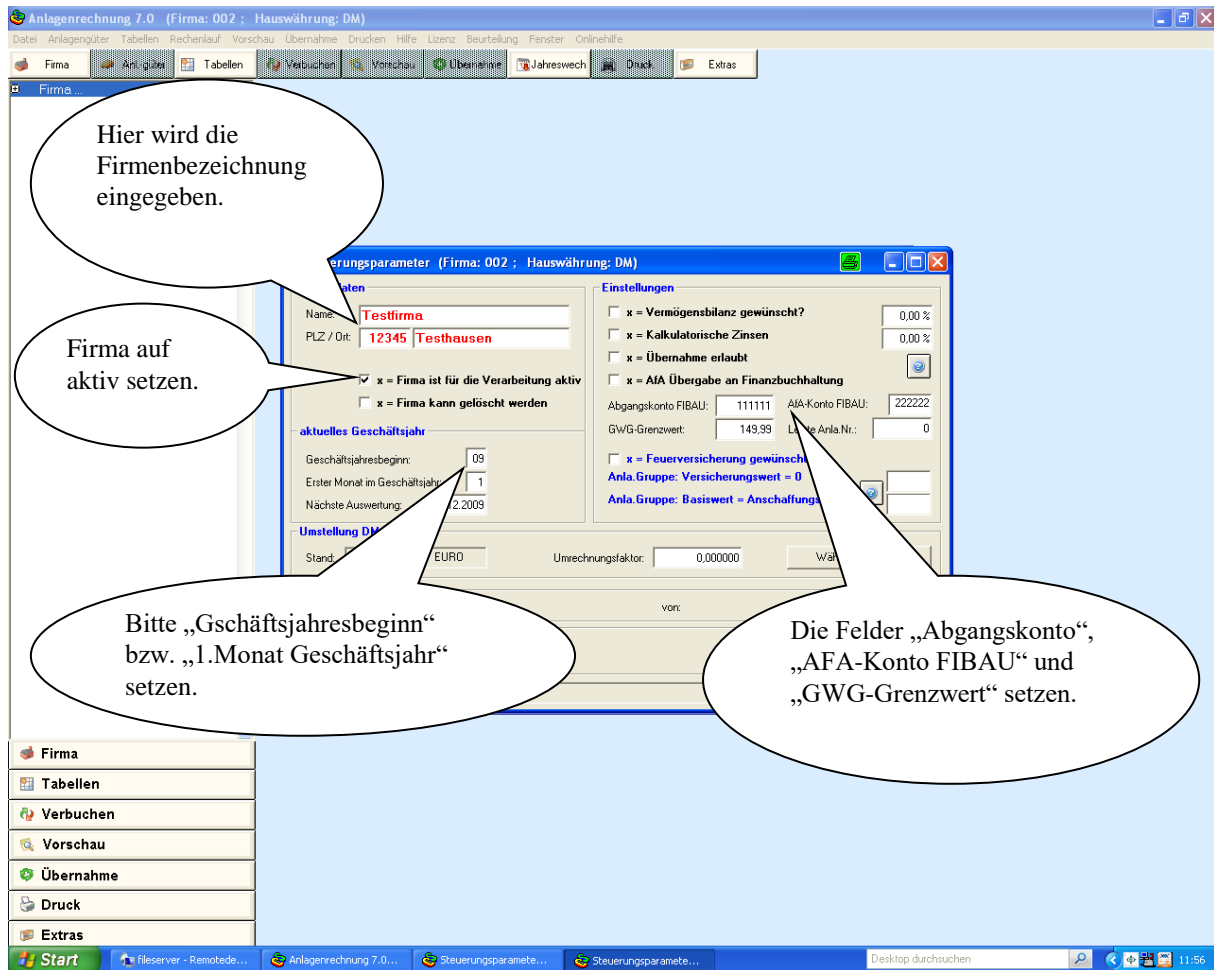 Anlagenrechnung 7.0 (Firma: 002 ; Hauswährung: DM)
Datei Anlagengüter Tabellen Rechenlauf Vorschau Übernahme Drucken Hilfe Lizenz Beurteilung Fenster Onlinehilfe
Firma Anl.-güter Tabellen Verbuchen Vorschau Übernahme Jahreswech Druck Extras
Firma ...
Hier wird die
Firmenbezeichnung
eingegeben.
erungsparameter (Firma: 002 ; Hauswährung: DM)
aten
Name: Testfirma
PLZ / Ort: 12345 Testhausen
Firma auf
aktiv setzen.
x = Firma ist für die Verarbeitung aktiv
x = Firma kann gelöscht werden
aktuelles Geschäftsjahr
Geschäftsjahresbeginn: 09
Erster Monat im Geschäftsjahr: 1
Nächste Auswertung: 12.2009
Einstellungen
x = Vermögensbilanz gewünscht? 0,00 %
x = Kalkulatorische Zinsen 0,00 %
x = Übernahme erlaubt
x = AfA Übergabe an Finanzbuchhaltung
Abgangskonto FIBAU: 111111 AfA-Konto FIBAU: 222222
GWG-Grenzwert: 149,99 Anla.Nr.: 0
x = Feuerversicherung gewünsch
Anla.Gruppe: Versicherungswert = 0
Anla.Gruppe: Basiswert = Anschaffungs
Umstellung DM
Stand: EURO Umrechnungsfaktor: 0,000000 Wäh
von:
Bitte „Gschäftsjahresbeginn“
bzw. „1.Monat Geschäftsjahr“
setzen.
Die Felder „Abgangskonto“,
„AFA-Konto FIBAU“ und
„GWG-Grenzwert“ setzen.
Firma
Tabellen
Verbuchen
Vorschau
Übernahme
Druck
Extras
Start fileserver - Remotede... Anlagenrechnung 7.0... Steuerungsparamete... Steuerungsparamete... Desktop durchsuchen 11:56